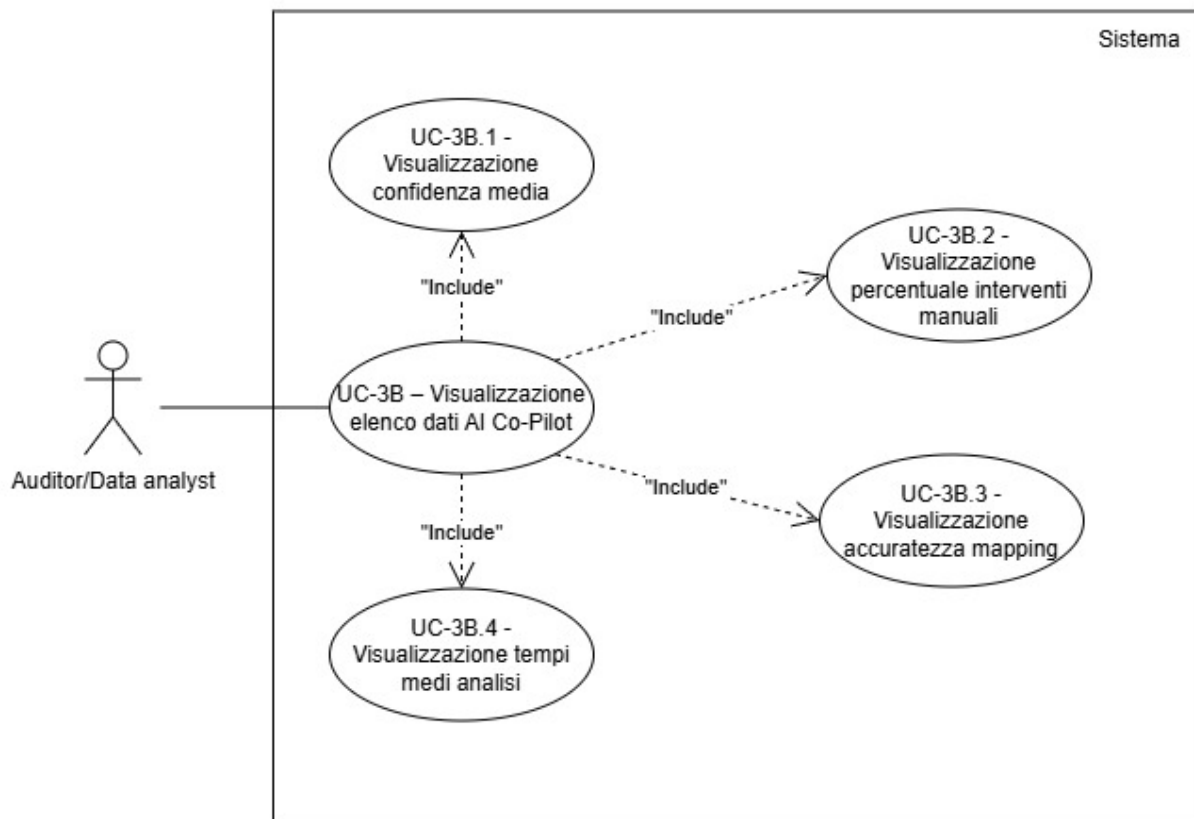 Sistema
UC-3B.1 -
Visualizzazione
confidenza media
UC-3B.2 -
Visualizzazione
percentuale interventi
manuali
"Include"
"Include"
UC-3B – Visualizzazione
elenco dati AI Co-Pilot
Auditor/Data analyst
"Include"
UC-3B.3 -
Visualizzazione
accuratezza mapping
"Include"
UC-3B.4 -
Visualizzazione tempi
medi analisi